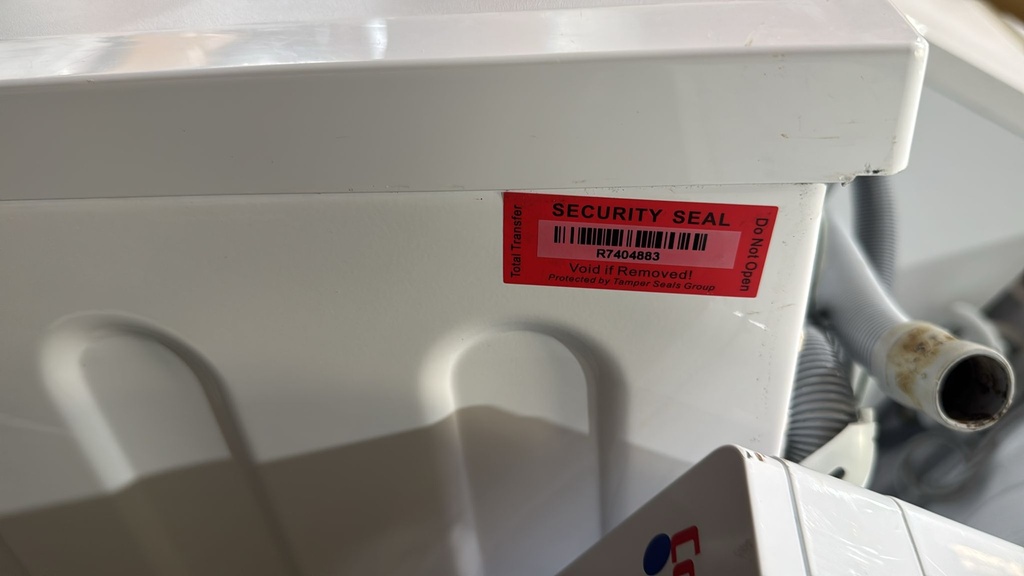 Total Transfer
SECURITY SEAL
R7404883
Void if Removed!
Protected by Tamper Seals Group
Do Not Open